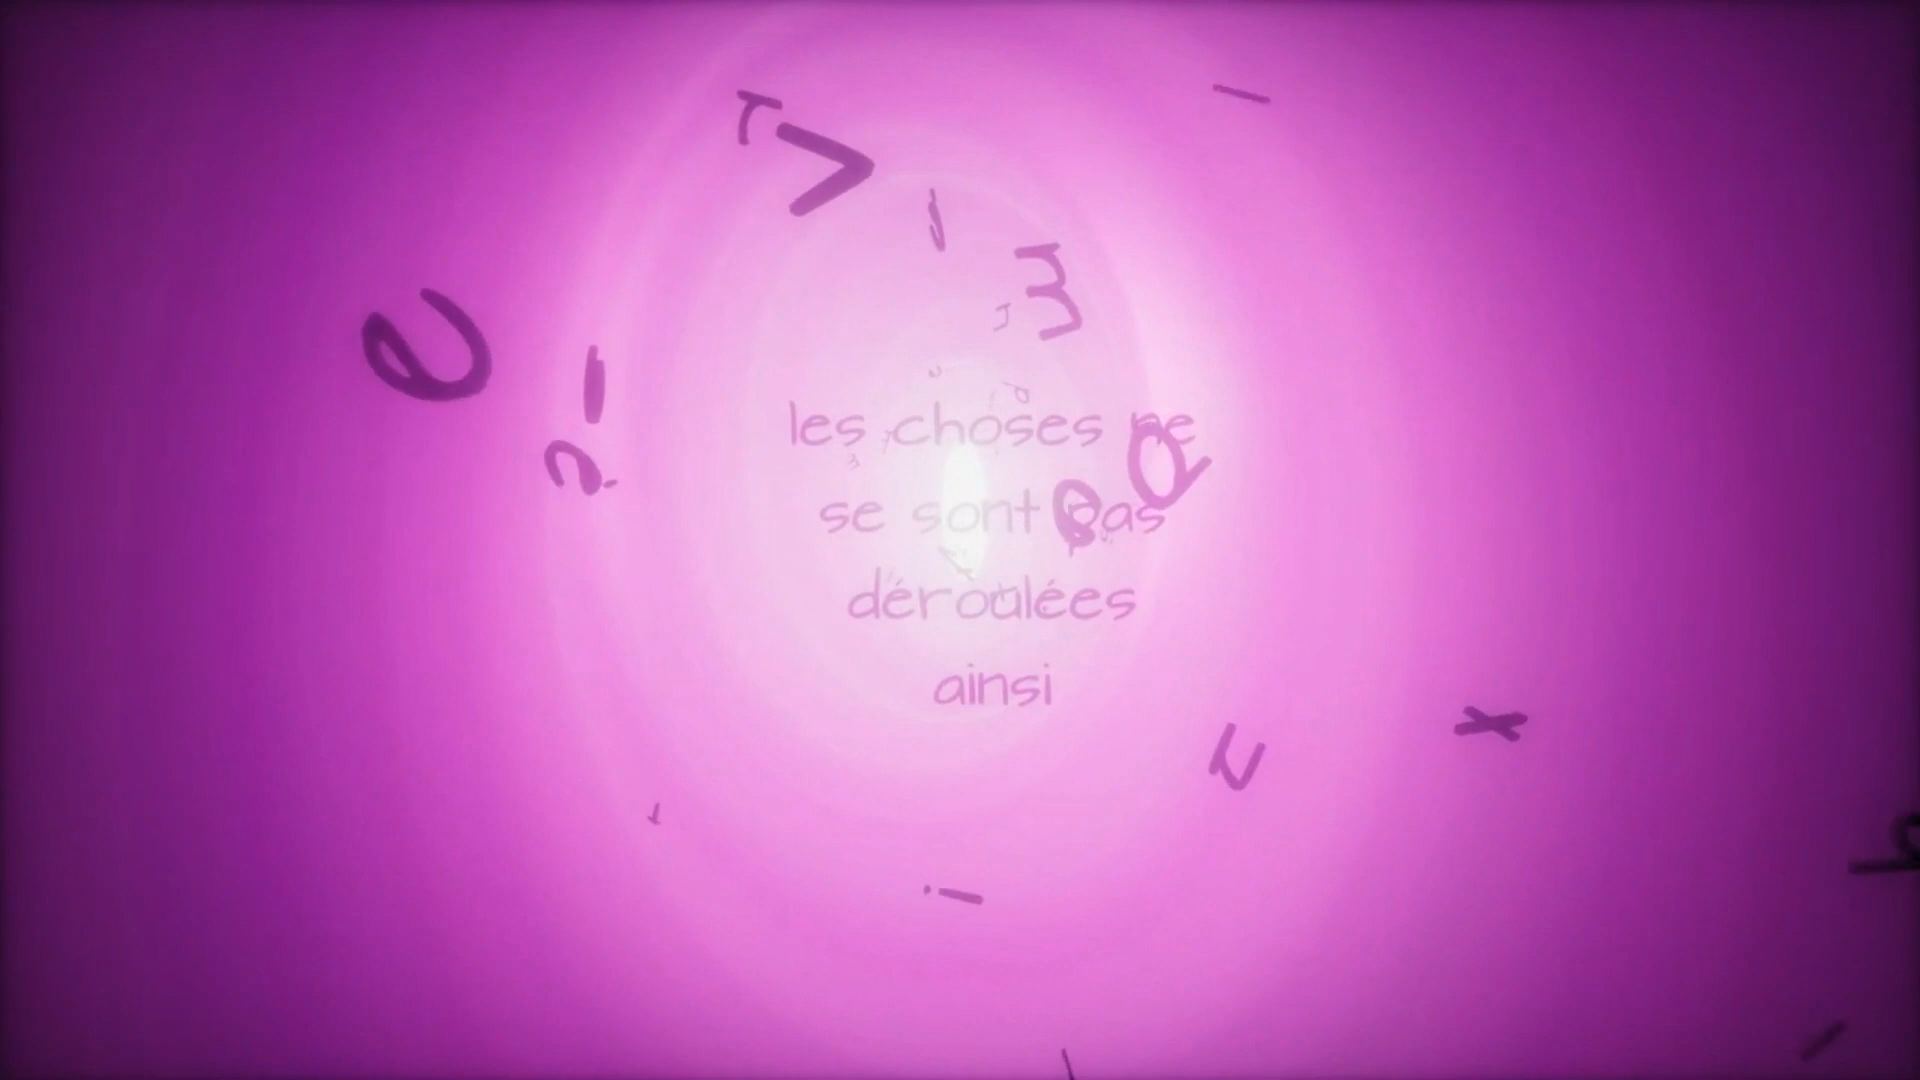 les choses ne
se sont pas
déroulées
ainsi